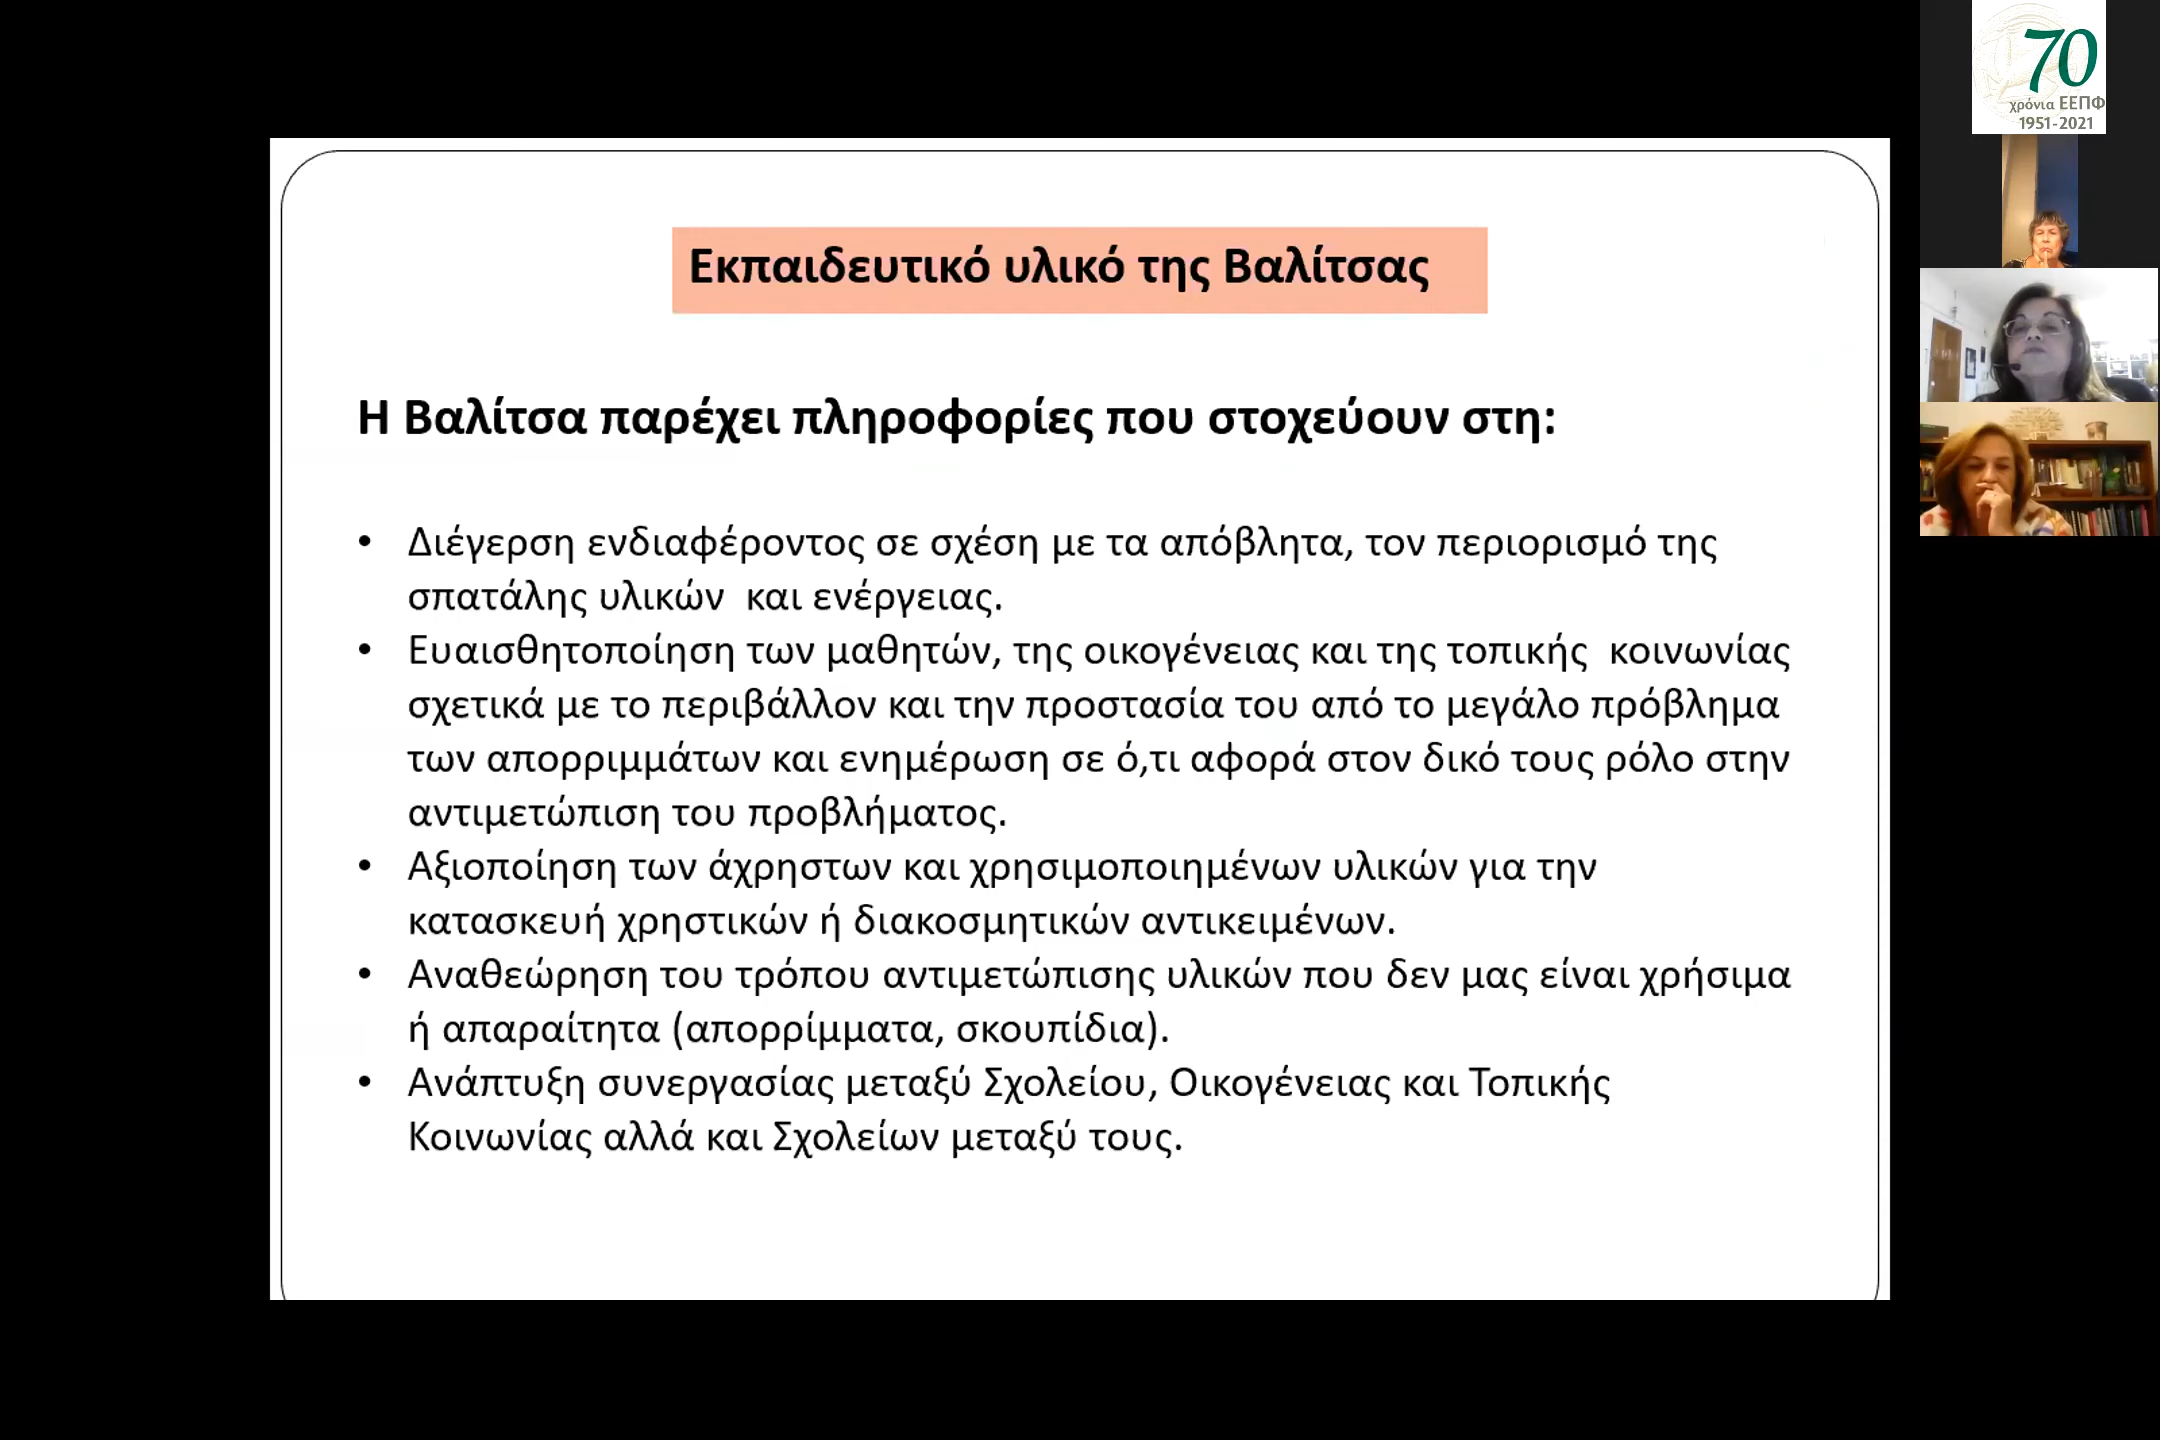 70
χρόνια ΕΕΠΦ
1951-2021
Εκπαιδευτικό υλικό της Βαλίτσας
Η Βαλίτσα παρέχει πληροφορίες που στοχεύουν στη:
• Διέγερση ενδιαφέροντος σε σχέση με τα απόβλητα, τον περιορισμό της
σπατάλης υλικών  και ενέργειας.
• Ευαισθητοποίηση των μαθητών, της οικογένειας και της τοπικής  κοινωνίας
σχετικά με το περιβάλλον και την προστασία του από το μεγάλο πρόβλημα
των απορριμμάτων και ενημέρωση σε ό,τι αφορά στον δικό τους ρόλο στην
αντιμετώπιση του προβλήματος.
• Αξιοποίηση των άχρηστων και χρησιμοποιημένων υλικών για την
κατασκευή χρηστικών ή διακοσμητικών αντικειμένων.
• Αναθεώρηση του τρόπου αντιμετώπισης υλικών που δεν μας είναι χρήσιμα
ή απαραίτητα (απορρίμματα, σκουπίδια).
• Ανάπτυξη συνεργασίας μεταξύ Σχολείου, Οικογένειας και Τοπικής
Κοινωνίας αλλά και Σχολείων μεταξύ τους.